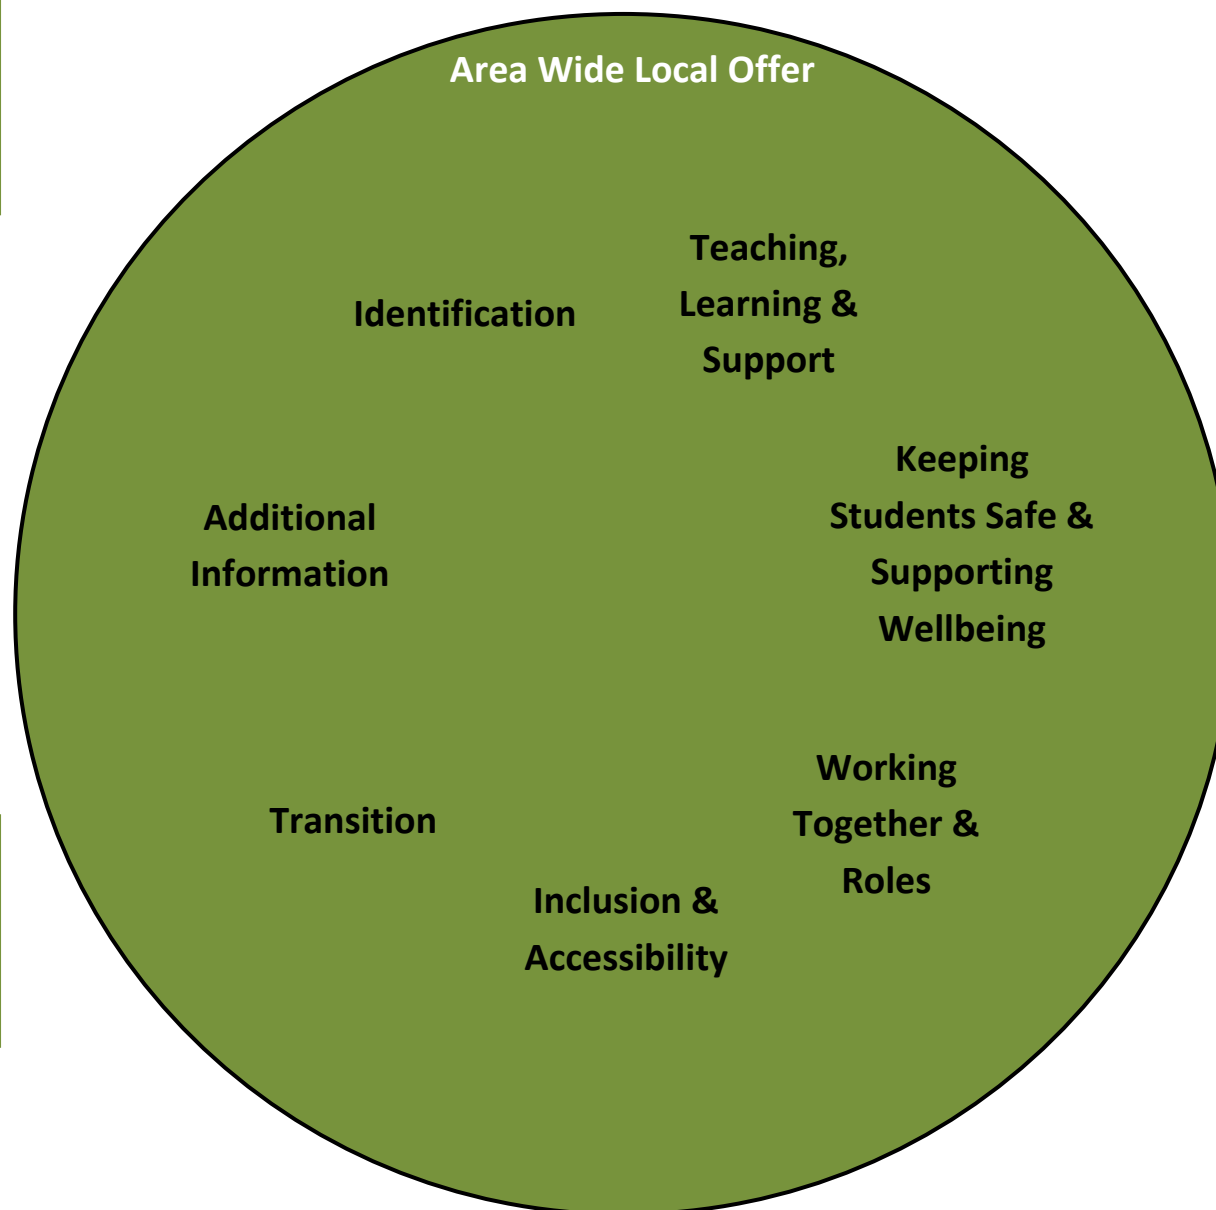 Area Wide Local Offer
Identification
Teaching,
Learning &
Support
Keeping
Students Safe &
Supporting
Wellbeing
Additional
Information
Working
Together &
Roles
Transition
Inclusion &
Accessibility